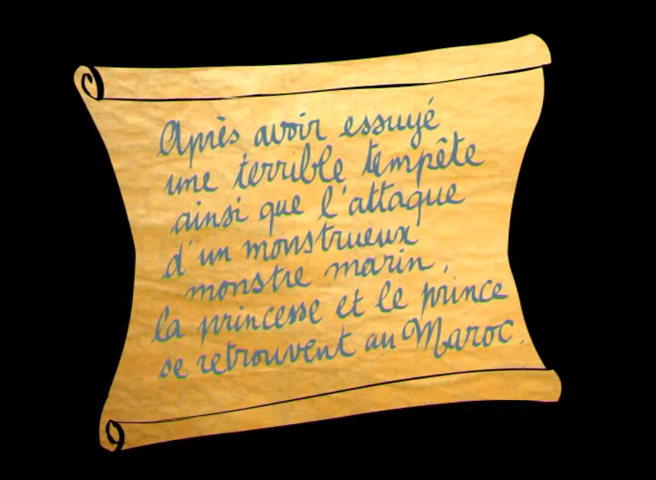 Après avoir essuyé
une terrible tempête
ainsi que l'attaque
d'un monstrueux
monstre marin,
la princesse et le prince
se retrouvent au Maroc.